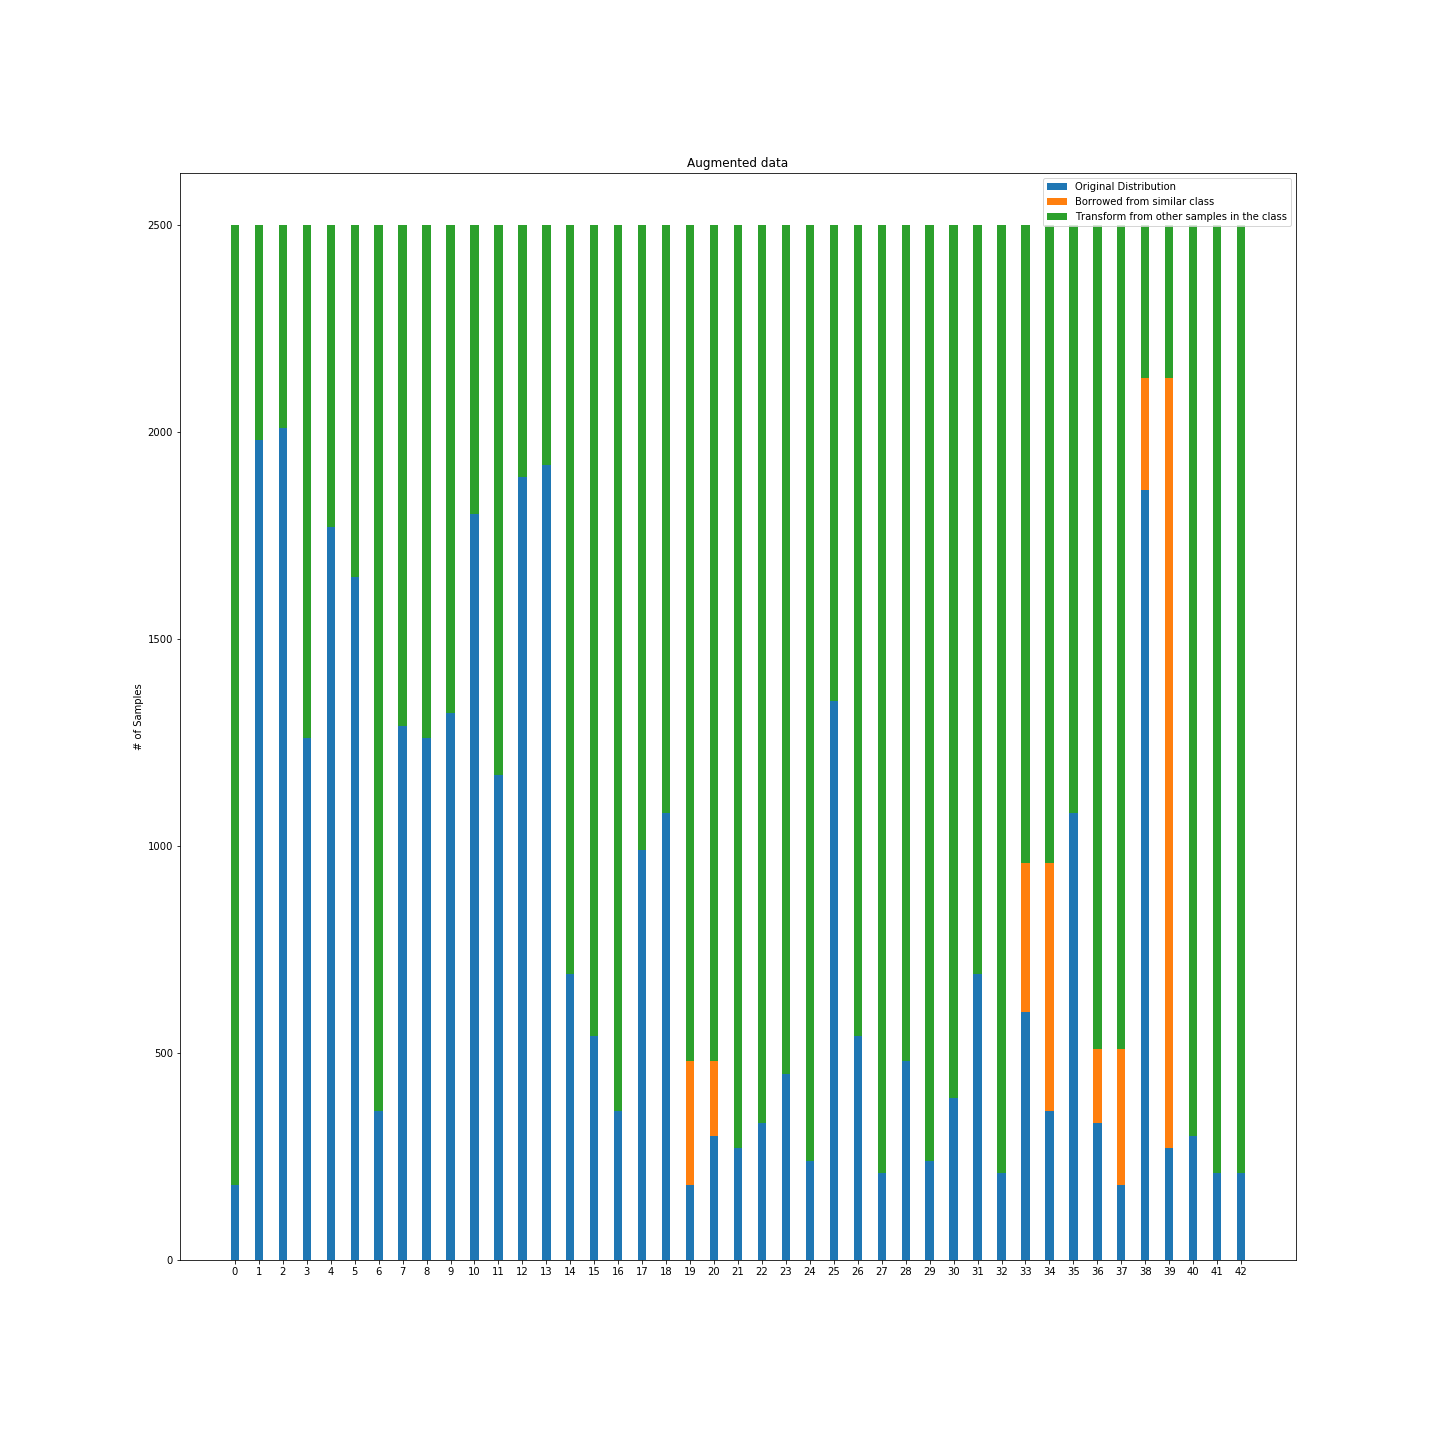 Augmented data
Original Distribution
Borrowed from similar class
Transform from other samples in the class
2500
2000
1500
1000
500
0
# of Samples
0 1 2 3 4 5 6 7 8 9 10 11 12 13 14 15 16 17 18 19 20 21 22 23 24 25 26 27 28 29 30 31 32 33 34 35 36 37 38 39 40 41 42